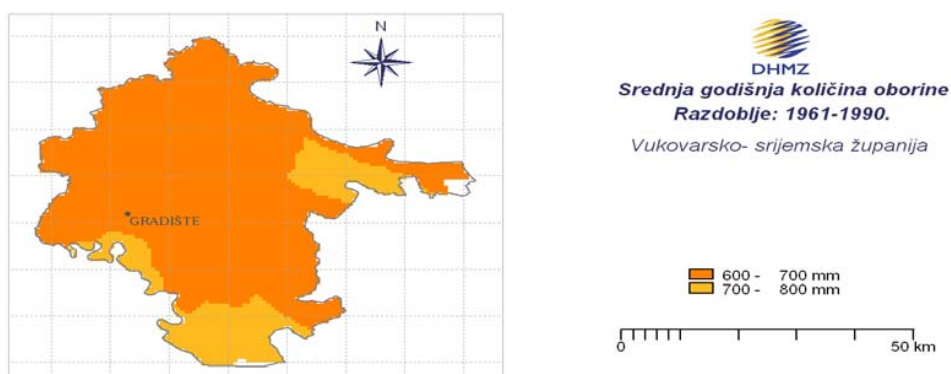 N
GRADIŠTE
DHMZ
Srednja godišnja količina oborine
Razdoblje: 1961-1990.
Vukovarsko- srijemska županija
600 - 700 mm
700 - 800 mm
0 50 km